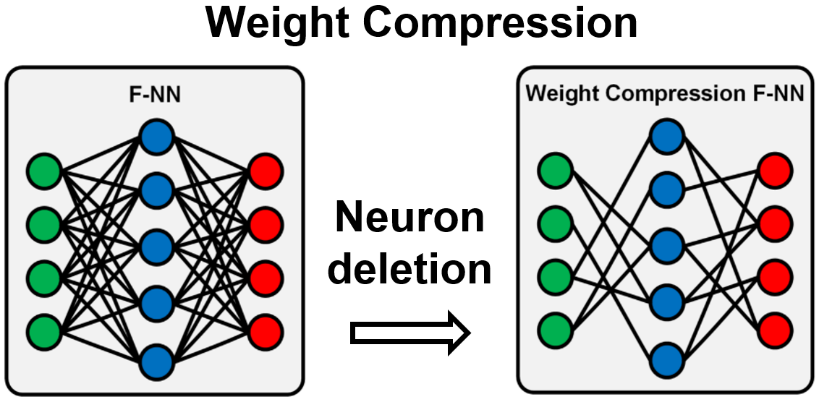 Weight Compression
F-NN
Weight Compression F-NN
Neuron
deletion